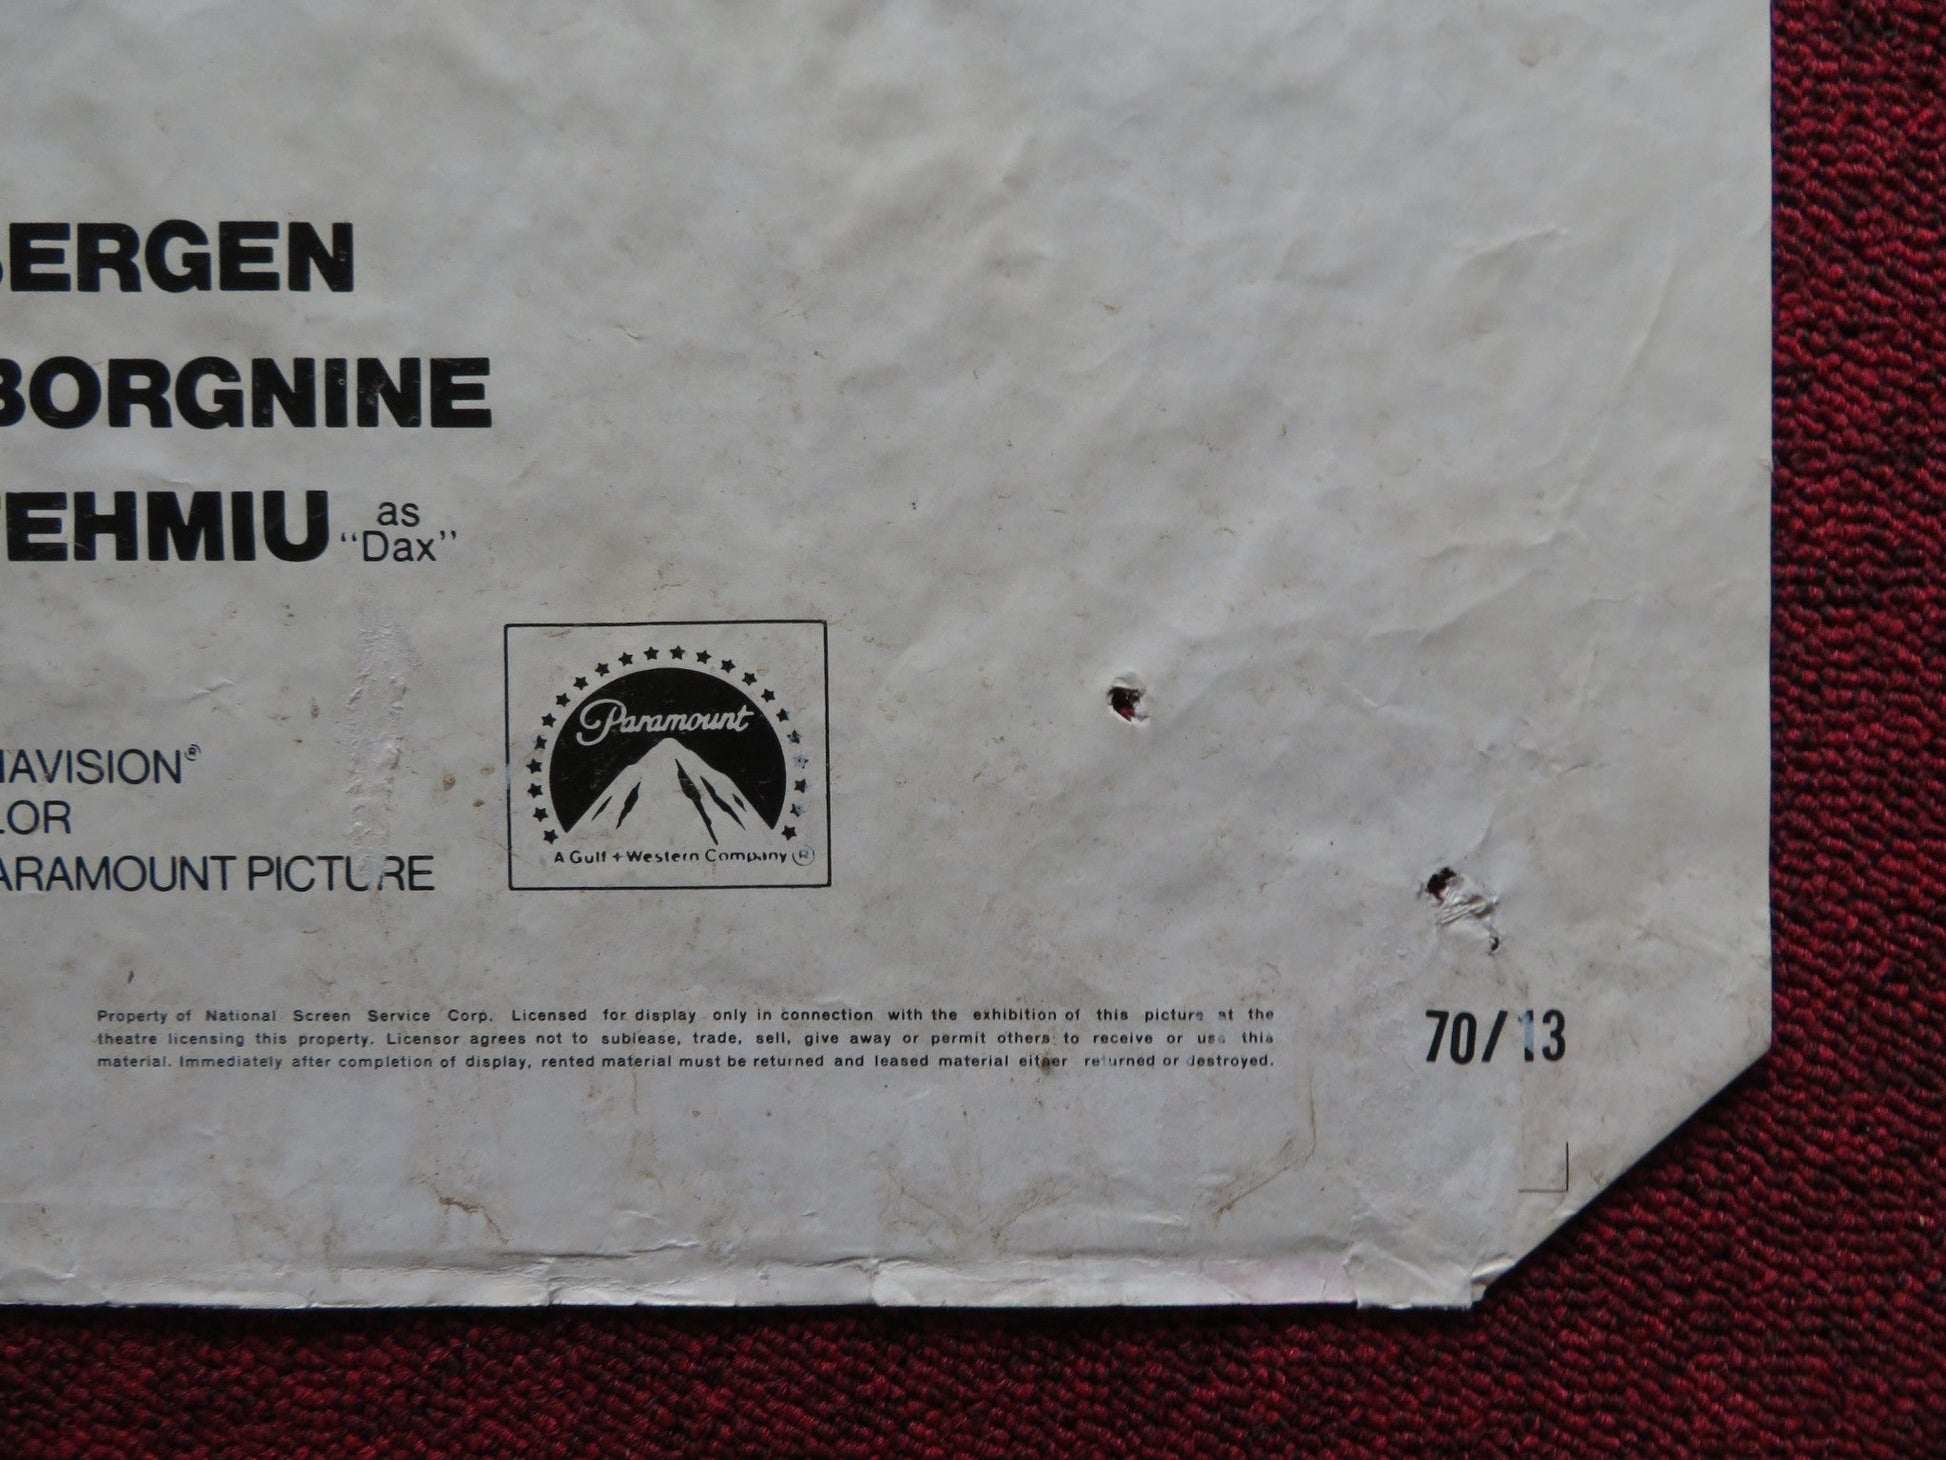 BERGEN
BORGNINE
TEHMIU as "Dax"
Paramount
A Gulf + Western Company ®
IAVISION®
LOR
ARAMOUNT PICTURE
Property of National Screen Service Corp. Licensed for display only in connection with the exhibition of this picture at the
theatre licensing this property. Licensor agrees not to sublease, trade, sell, give away or permit others to receive or use this
material. Immediately after completion of display, rented material must be returned and leased material either returned or destroyed.
70/13